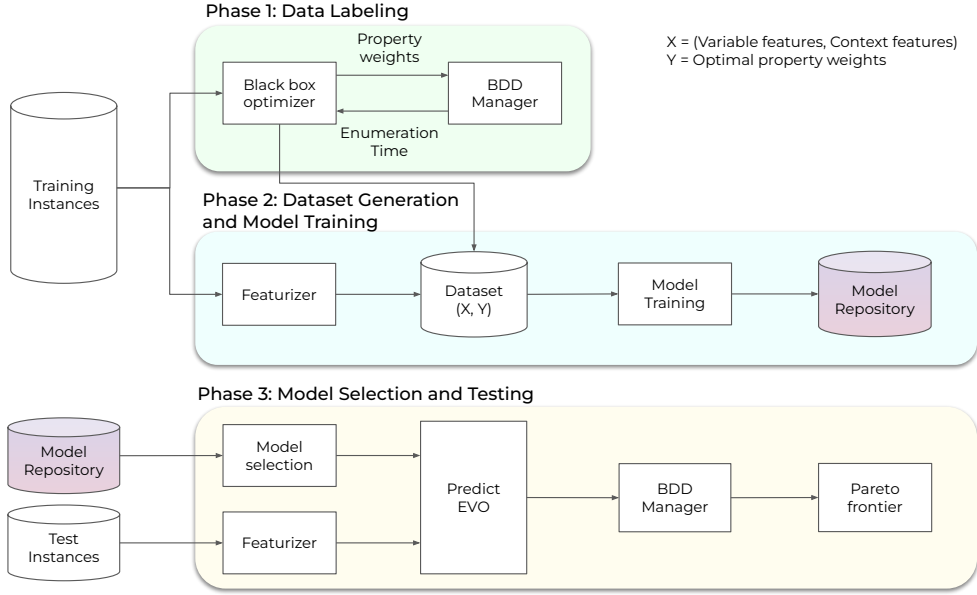 Phase 1: Data Labeling
X = (Variable features, Context features)
Y = Optimal property weights
Property
weights
Black box
optimizer
BDD
Manager
Enumeration
Time
Training
Instances
Phase 2: Dataset Generation
and Model Training
Featurizer
Dataset
(X, Y)
Model
Training
Model
Repository
Phase 3: Model Selection and Testing
Model
Repository
Model
selection
Predict
EVO
BDD
Manager
Pareto
frontier
Test
Instances
Featurizer